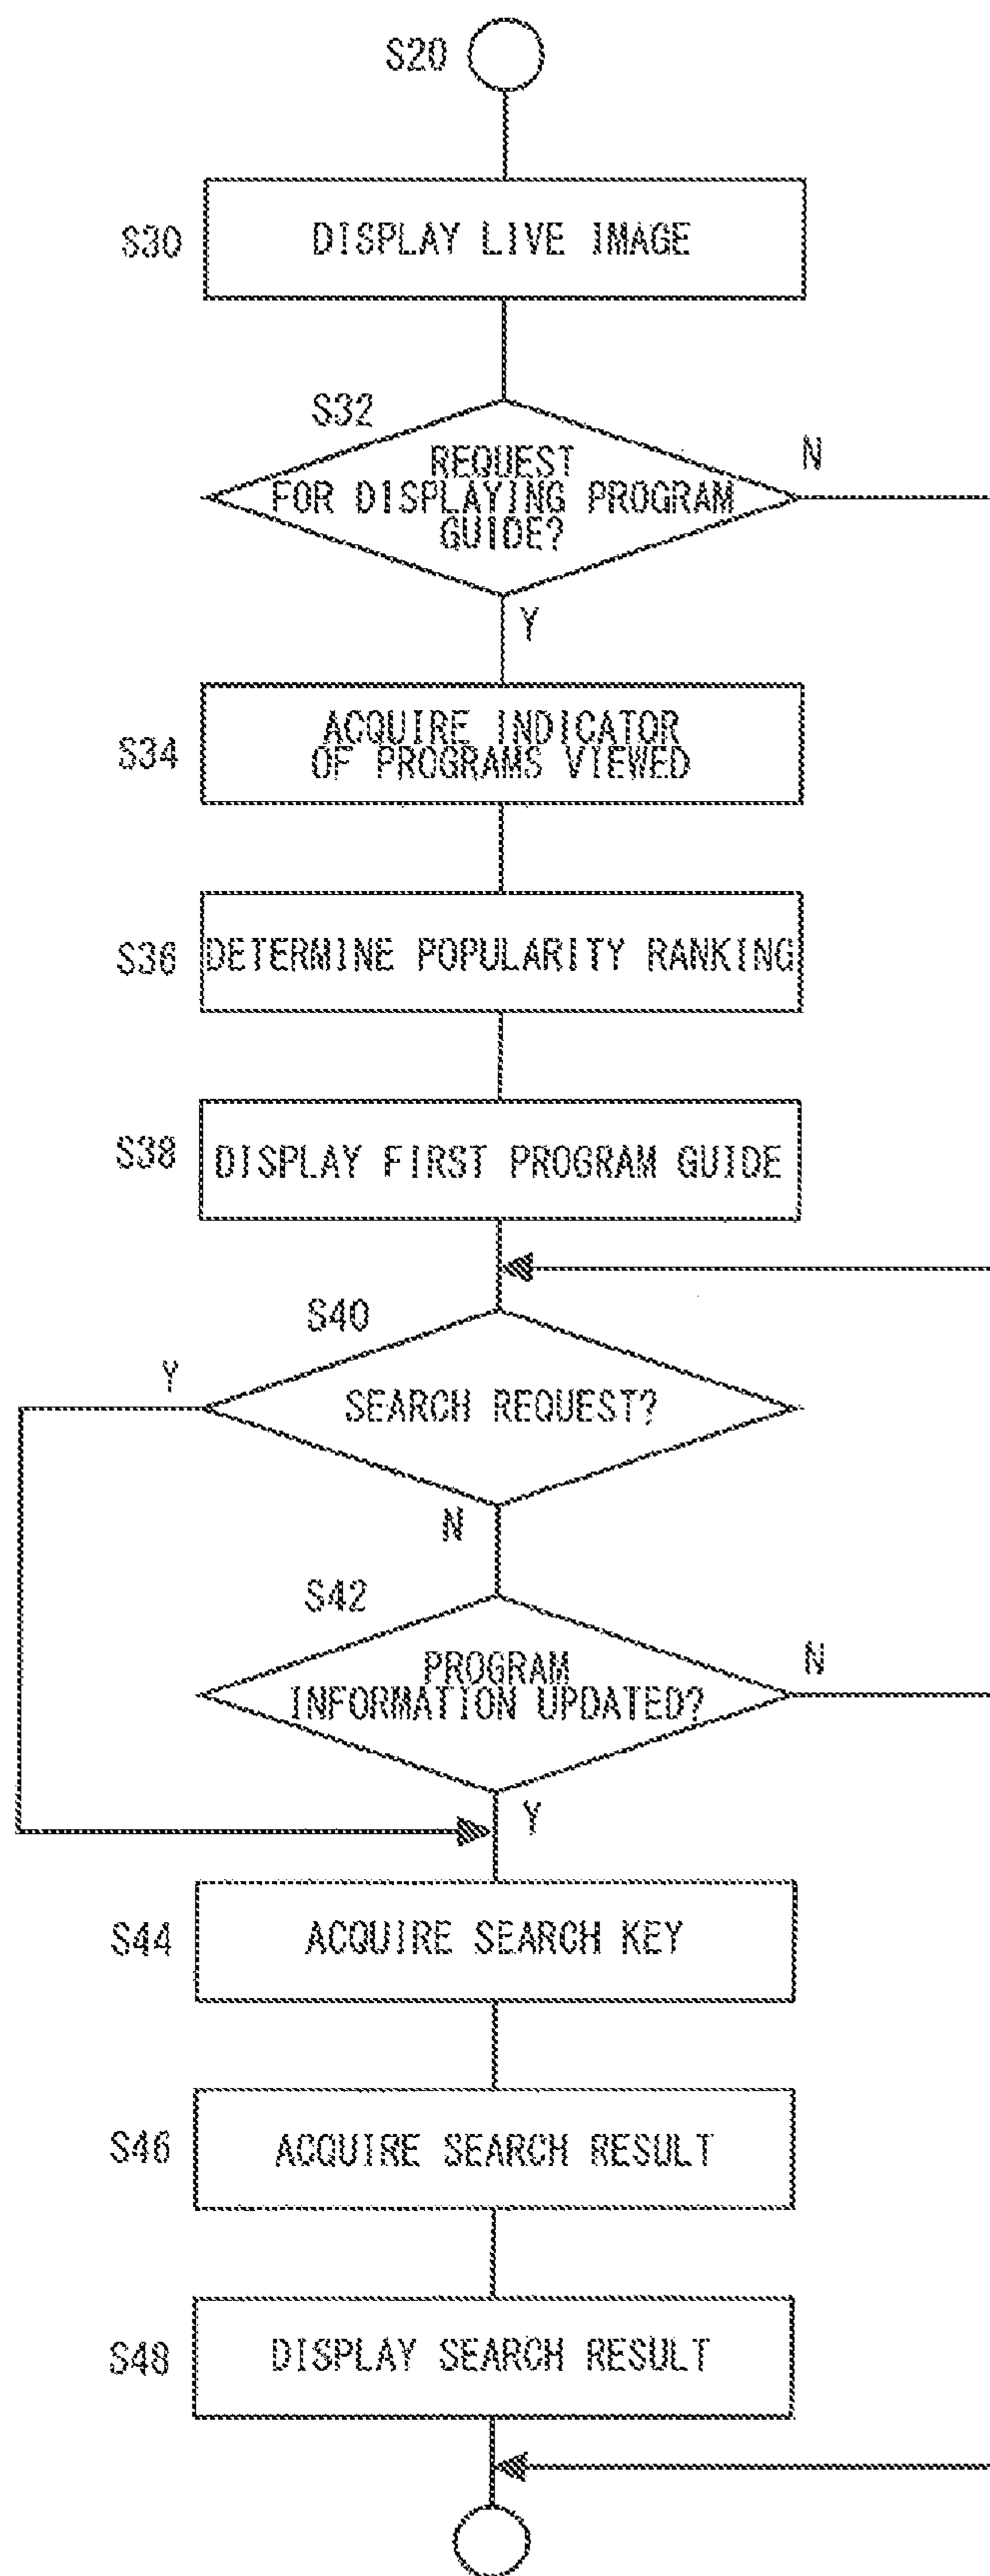 S20
S30
DISPLAY LIVE IMAGE
S32
REQUEST
FOR DISPLAYING PROGRAM
GUIDE?
N
Y
S34
ACQUIRE INDICATOR
OF PROGRAMS VIEWED
S36
DETERMINE POPULARITY RANKING
S38
DISPLAY FIRST PROGRAM GUIDE
S40
Y
SEARCH REQUEST?
N
S42
PROGRAM
INFORMATION UPDATED?
N
Y
S44
ACQUIRE SEARCH KEY
S46
ACQUIRE SEARCH RESULT
S48
DISPLAY SEARCH RESULT